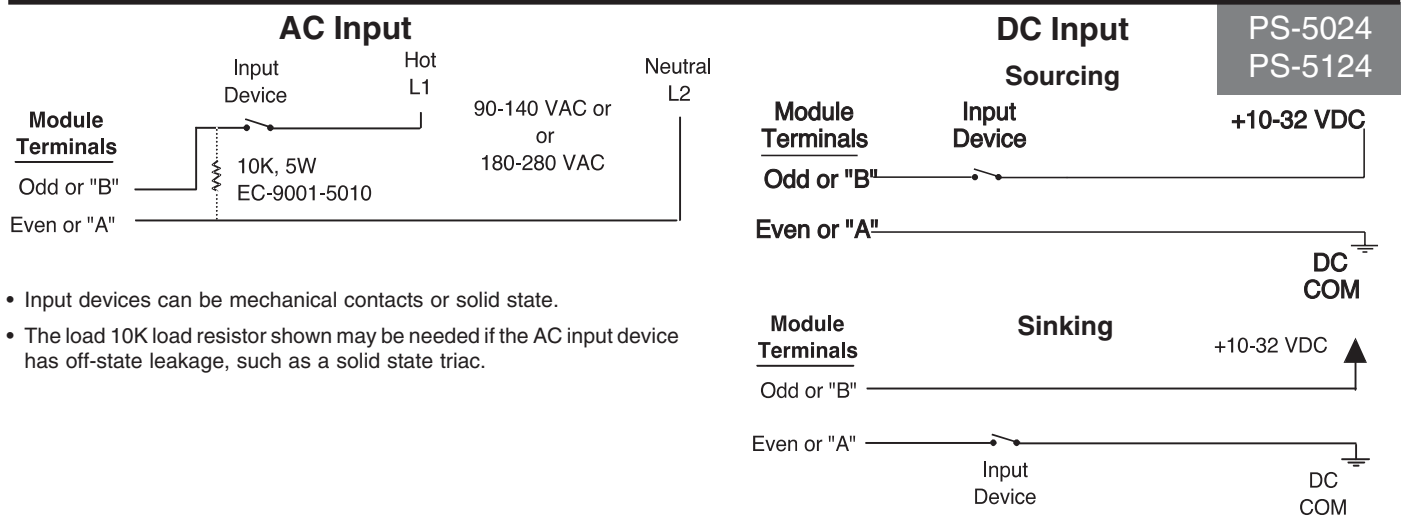 AC Input
Input
Device
Hot
L1
90-140 VAC or
or
180-280 VAC
Neutral
L2
Module
Terminals
10K, 5W
EC-9001-5010
Odd or "B"
Even or "A"
• Input devices can be mechanical contacts or solid state.
• The load 10K load resistor shown may be needed if the AC input device
has off-state leakage, such as a solid state triac.
DC Input
PS-5024
PS-5124
Sourcing
Module
Terminals
Input
Device
+10-32 VDC
Odd or "B"
Even or "A"
DC
COM
Sinking
Module
Terminals
+10-32 VDC
Odd or "B"
Even or "A"
Input
Device
DC
COM